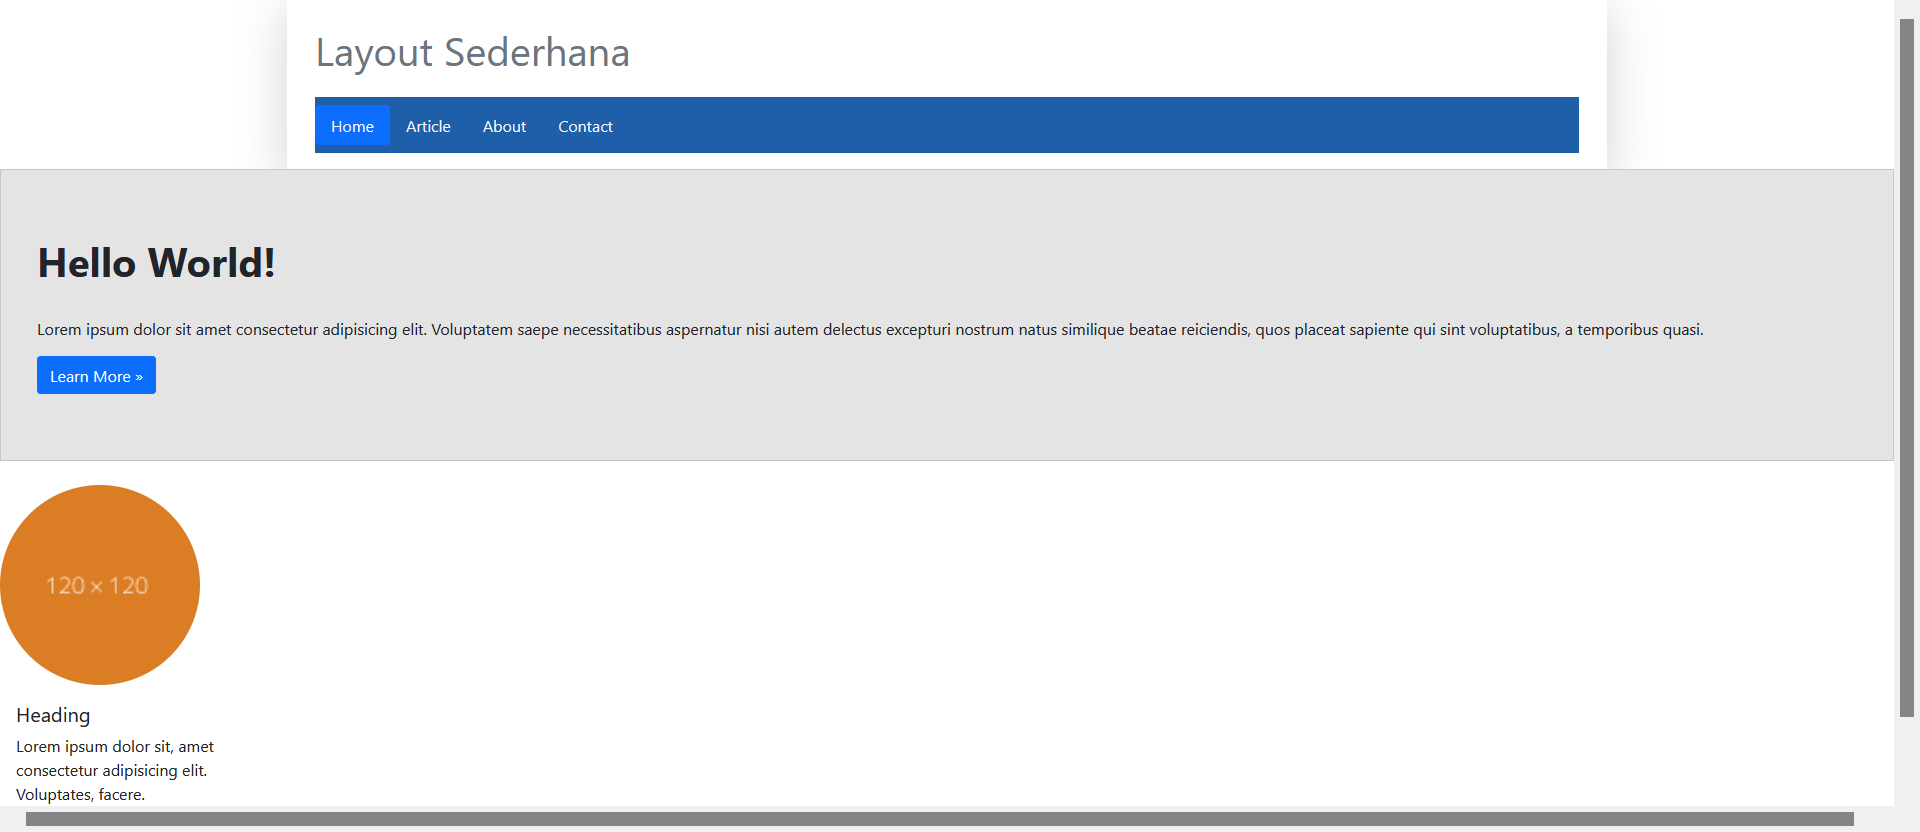 Layout Sederhana
Home Article About Contact
Hello World!
Lorem ipsum dolor sit amet consectetur adipisicing elit. Voluptatem saepe necessitatibus aspernatur nisi autem delectus excepturi nostrum natus similique beatae reiciendis, quos placeat sapiente qui sint voluptatibus, a temporibus quasi.
Learn More »
120 × 120
Heading
Lorem ipsum dolor sit, amet
consectetur adipisicing elit.
Voluptates, facere.